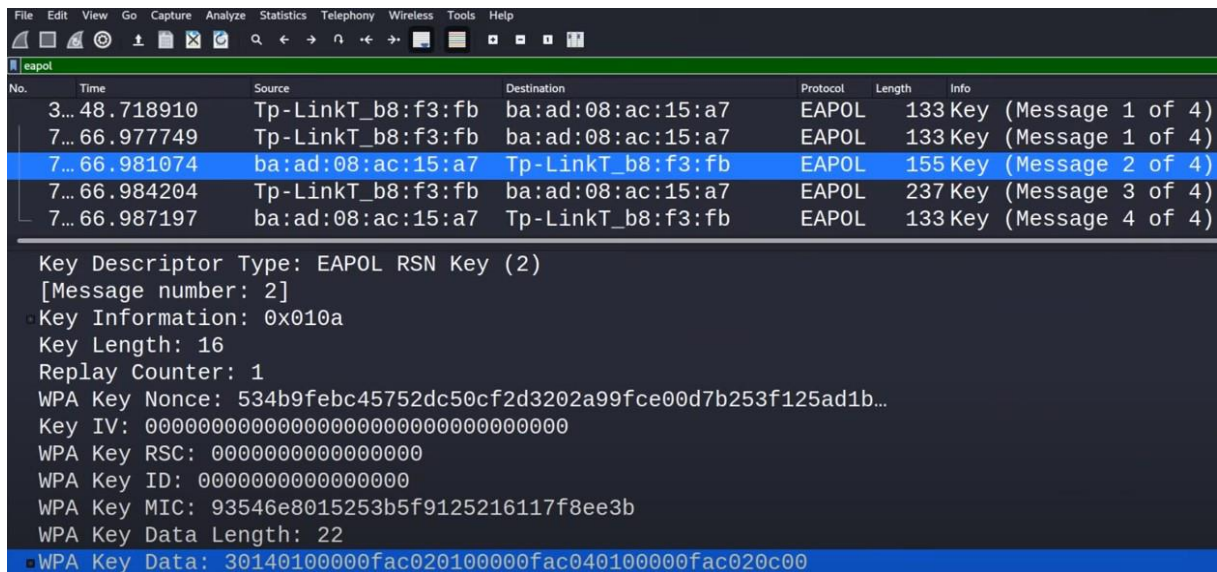 File Edit View Go Capture Analyze Statistics Telephony Wireless Tools Help
eapol
No. Time Source Destination Protocol Length Info
3… 48.718910 Tp-LinkT_b8:f3:fb ba:ad:08:ac:15:a7 EAPOL 133 Key (Message 1 of 4)
7… 66.977749 Tp-LinkT_b8:f3:fb ba:ad:08:ac:15:a7 EAPOL 133 Key (Message 1 of 4)
7… 66.981074 ba:ad:08:ac:15:a7 Tp-LinkT_b8:f3:fb EAPOL 155 Key (Message 2 of 4)
7… 66.984204 Tp-LinkT_b8:f3:fb ba:ad:08:ac:15:a7 EAPOL 237 Key (Message 3 of 4)
7… 66.987197 ba:ad:08:ac:15:a7 Tp-LinkT_b8:f3:fb EAPOL 133 Key (Message 4 of 4)
Key Descriptor Type: EAPOL RSN Key (2)
[Message number: 2]
Key Information: 0x010a
Key Length: 16
Replay Counter: 1
WPA Key Nonce: 534b9febc45752dc50cf2d3202a99fce00d7b253f125ad1b…
Key IV: 00000000000000000000000000000000
WPA Key RSC: 0000000000000000
WPA Key ID: 0000000000000000
WPA Key MIC: 93546e8015253b5f9125216117f8ee3b
WPA Key Data Length: 22
WPA Key Data: 30140100000fac020100000fac040100000fac020c00